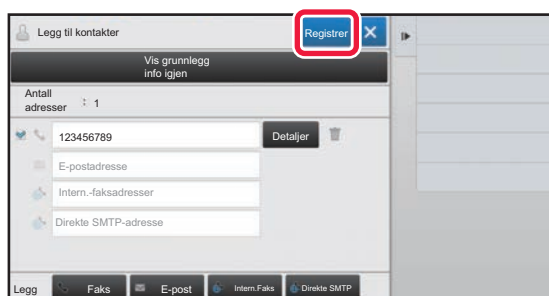 Legg til kontakter
Registrer
Vis grunnlegg
info igjen
Antall
adresser : 1
123456789
Detaljer
E-postadresse
Intern.-faksadresser
Direkte SMTP-adresse
Legg Faks E-post Intern.Faks Direkte SMTP